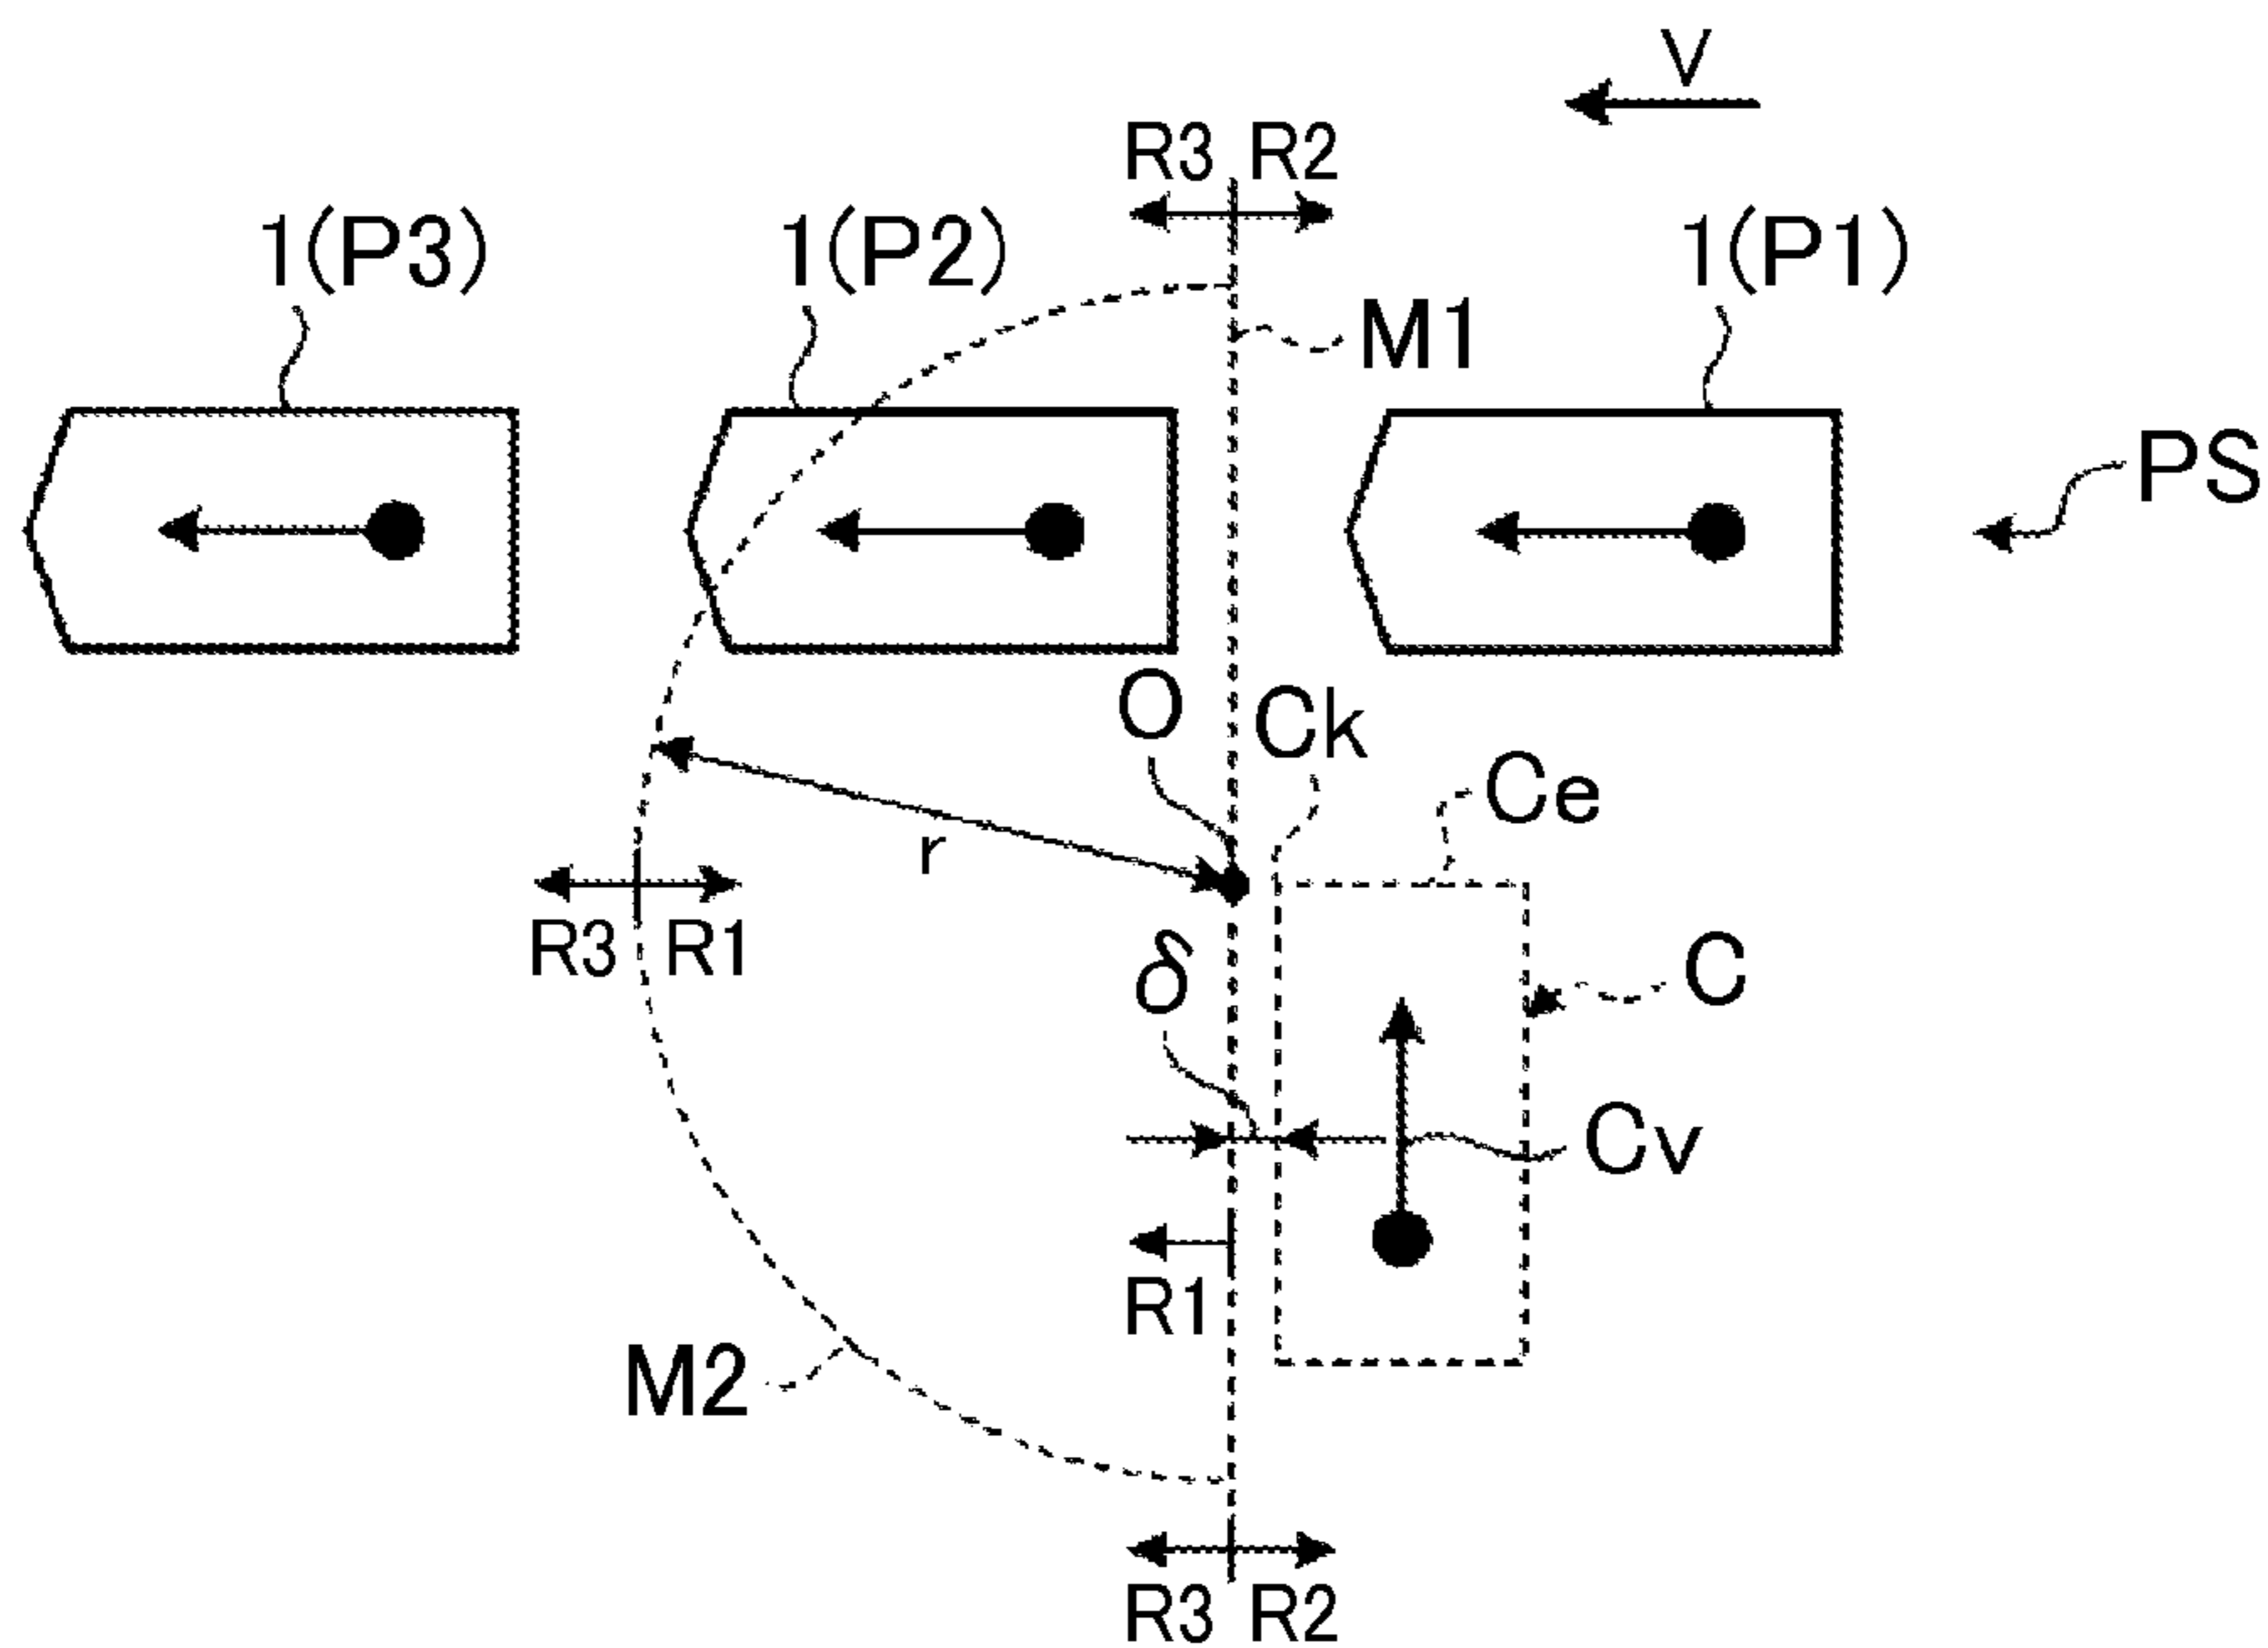 V
R3 R2
1(P3) 1(P2) 1(P1)
M1
PS
O Ck
Ce
r
R3 R1
δ C
Cv
R1
M2
R3 R2